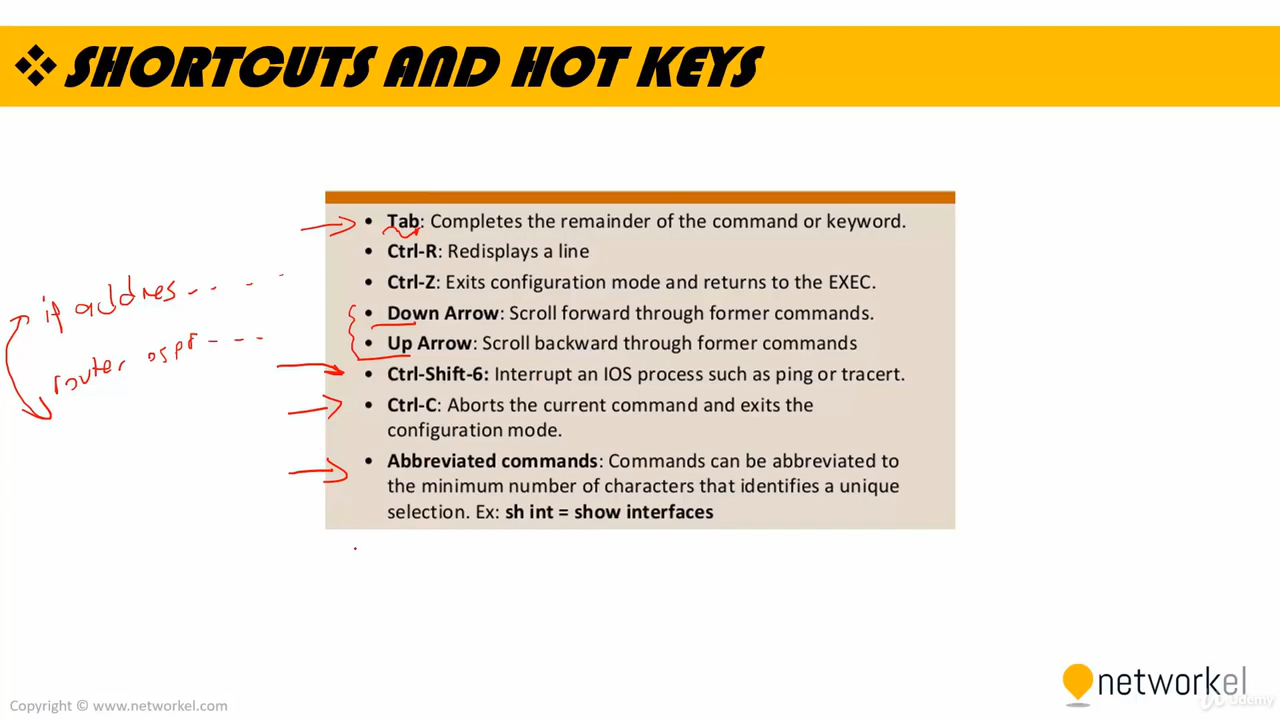 ❖ SHORTCUTS AND HOT KEYS
• Tab: Completes the remainder of the command or keyword.
• Ctrl-R: Redisplays a line
• Ctrl-Z: Exits configuration mode and returns to the EXEC.
• Down Arrow: Scroll forward through former commands.
• Up Arrow: Scroll backward through former commands
• Ctrl-Shift-6: Interrupt an IOS process such as ping or tracert.
• Ctrl-C: Aborts the current command and exits the
configuration mode.
• Abbreviated commands: Commands can be abbreviated to
the minimum number of characters that identifies a unique
selection. Ex: sh int = show interfaces
ip addres- - - -
router ospf - - -
networkel
Udemy
Copyright © www.networkel.com